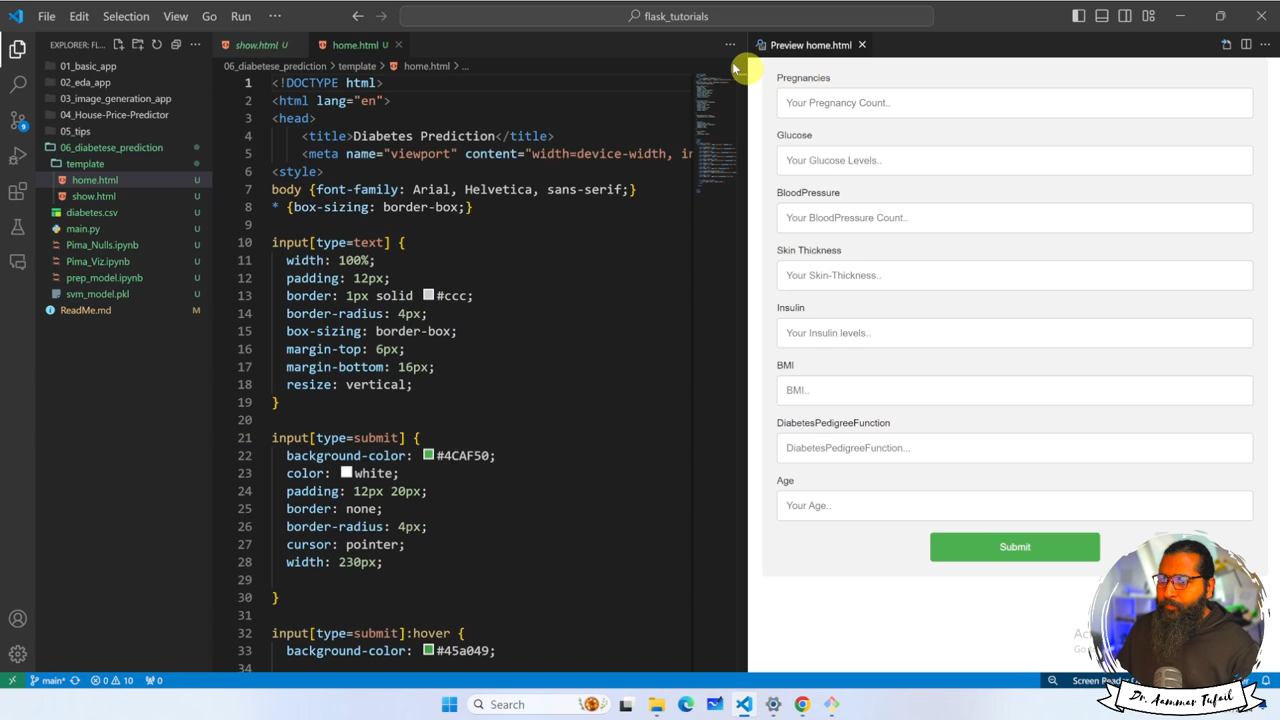 File Edit Selection View Go Run ···
flask_tutorials
EXPLORER: FL...
show.html U
home.html U
Preview home.html
06_diabetese_prediction > template > home.html > ...
01_basic_app
02_eda_app
03_image_generation_app
04_House-Price-Predictor
05_tips
06_diabetese_prediction
template
home.html U
show.html U
diabetes.csv U
main.py U
Pima_Nulls.ipynb U
Pima_Viz.ipynb U
prep_model.ipynb U
svm_model.pkl U
ReadMe.md M
9
1 <!DOCTYPE html>
2 <html lang="en">
3 <head>
4 <title>Diabetes Prediction</title>
5 <meta name="viewport" content="width=device-width, in
6 <style>
7 body {font-family: Arial, Helvetica, sans-serif;}
8 * {box-sizing: border-box;}
9
10 input[type=text] {
11 width: 100%;
12 padding: 12px;
13 border: 1px solid #ccc;
14 border-radius: 4px;
15 box-sizing: border-box;
16 margin-top: 6px;
17 margin-bottom: 16px;
18 resize: vertical;
19 }
20
21 input[type=submit] {
22 background-color: #4CAF50;
23 color: white;
24 padding: 12px 20px;
25 border: none;
26 border-radius: 4px;
27 cursor: pointer;
28 width: 230px;
29
30 }
31
32 input[type=submit]:hover {
33 background-color: #45a049;
34
Pregnancies
Your Pregnancy Count..
Glucose
Your Glucose Levels..
BloodPressure
Your BloodPressure Count..
Skin Thickness
Your Skin-Thickness..
Insulin
Your Insulin levels..
BMI
BMI..
DiabetesPedigreeFunction
DiabetesPedigreeFunction...
Age
Your Age..
Submit
main* 0 10 0
Screen
Search
Dr. Aammar Tufail